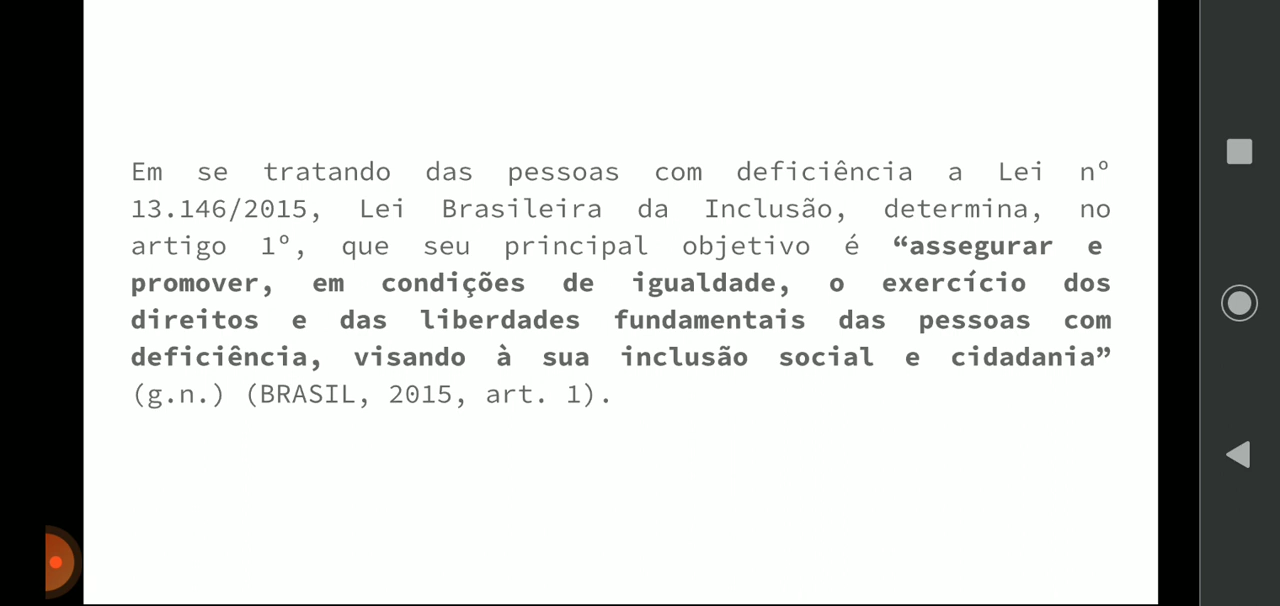 Em se tratando das pessoas com deficiência a Lei nº
13.146/2015, Lei Brasileira da Inclusão, determina, no
artigo 1º, que seu principal objetivo é “assegurar e
promover, em condições de igualdade, o exercício dos
direitos e das liberdades fundamentais das pessoas com
deficiência, visando à sua inclusão social e cidadania”
(g.n.) (BRASIL, 2015, art. 1).